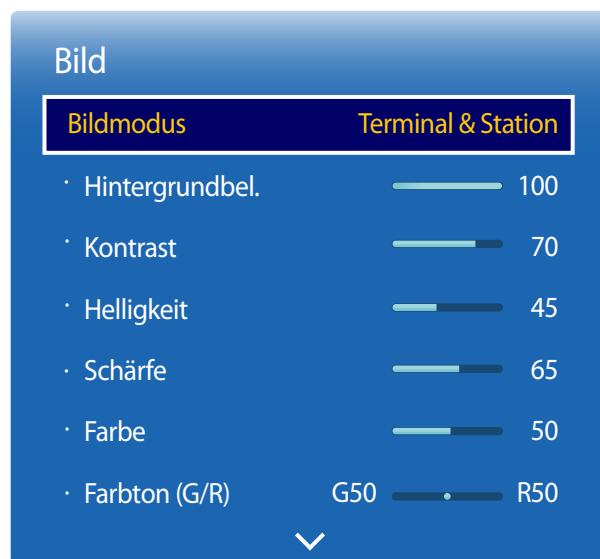 Bild
Bildmodus Terminal & Station
· Hintergrundbel. 100
· Kontrast 70
· Helligkeit 45
· Schärfe 65
· Farbe 50
· Farbton (G/R) G50 R50